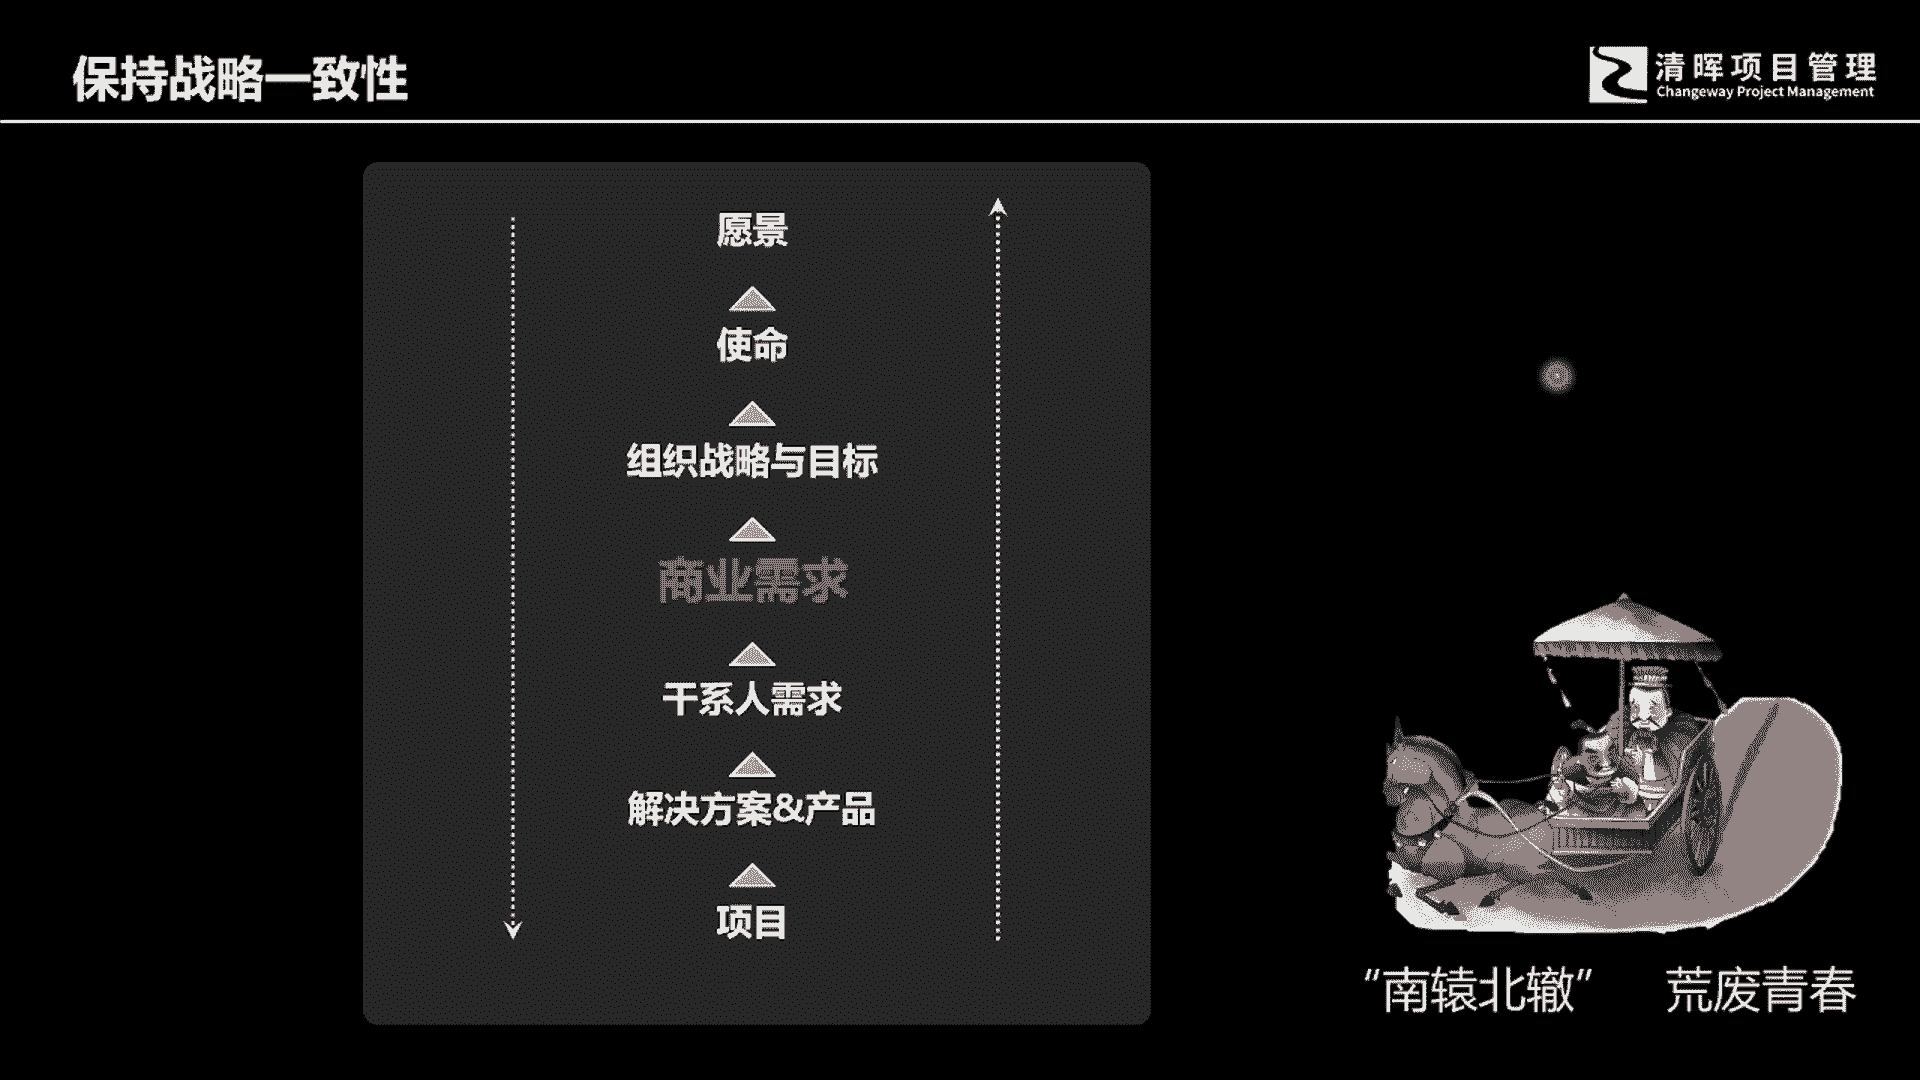 保持战略一致性
清晖项目管理
Changeway Project Management
愿景
使命
组织战略与目标
商业需求
干系人需求
解决方案&产品
项目
“南辕北辙” 荒废青春